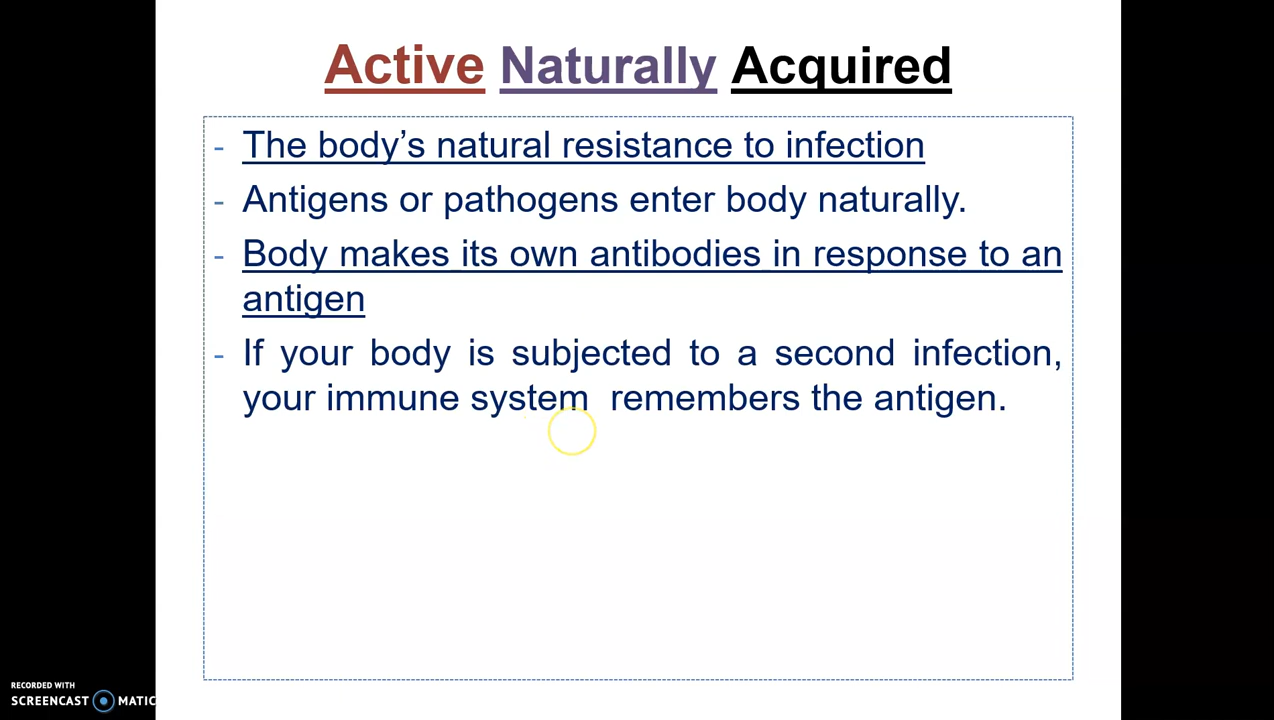 Active Naturally Acquired
- The body’s natural resistance to infection
- Antigens or pathogens enter body naturally.
- Body makes its own antibodies in response to an
antigen
- If your body is subjected to a second infection,
your immune system remembers the antigen.
RECORDED WITH
SCREENCAST MATIC